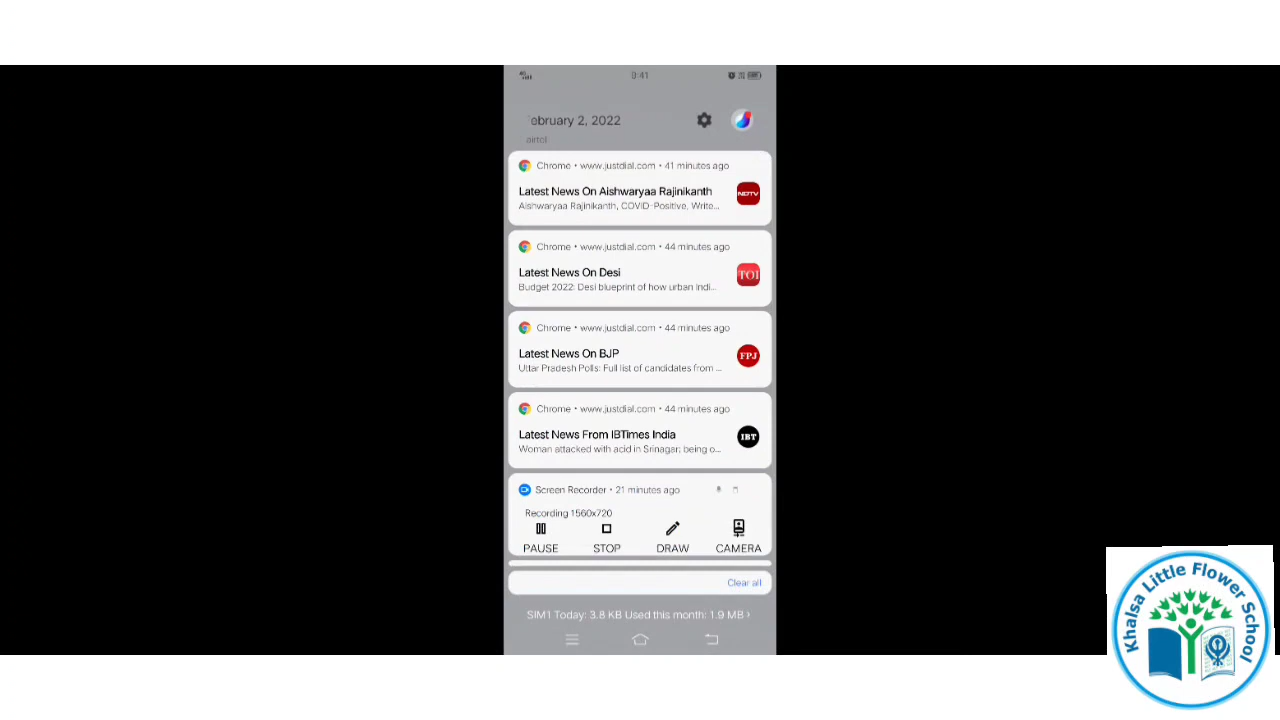 9:41
ebruary 2, 2022
airtel
Chrome • www.justdial.com • 41 minutes ago
Latest News On Aishwaryaa Rajinikanth
Aishwaryaa Rajinikanth, COVID-Positive, Write...
NDTV
Chrome • www.justdial.com • 44 minutes ago
Latest News On Desi
Budget 2022: Desi blueprint of how urban Indi...
TOI
Chrome • www.justdial.com • 44 minutes ago
Latest News On BJP
Uttar Pradesh Polls: Full list of candidates from ...
FPJ
Chrome • www.justdial.com • 44 minutes ago
Latest News From IBTimes India
Woman attacked with acid in Srinagar; being o...
IBT
Screen Recorder • 21 minutes ago
Recording 1560x720
PAUSE STOP DRAW CAMERA
Clear all
SIM1 Today: 3.8 KB Used this month: 1.9 MB ›
Khalsa Little Flower School